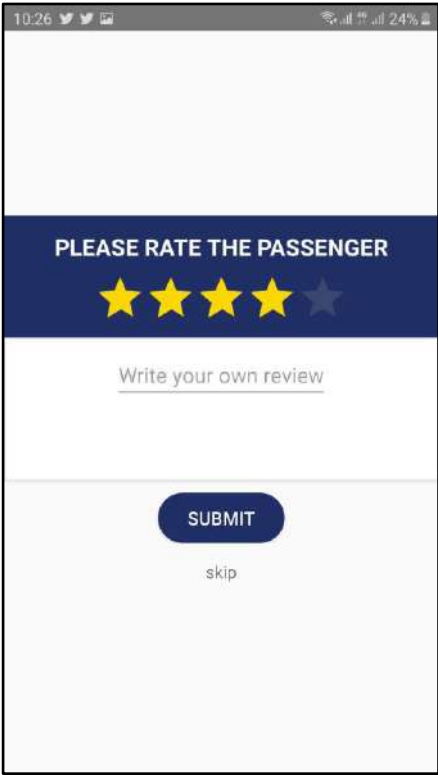 10:26 24%
PLEASE RATE THE PASSENGER
Write your own review
SUBMIT
skip